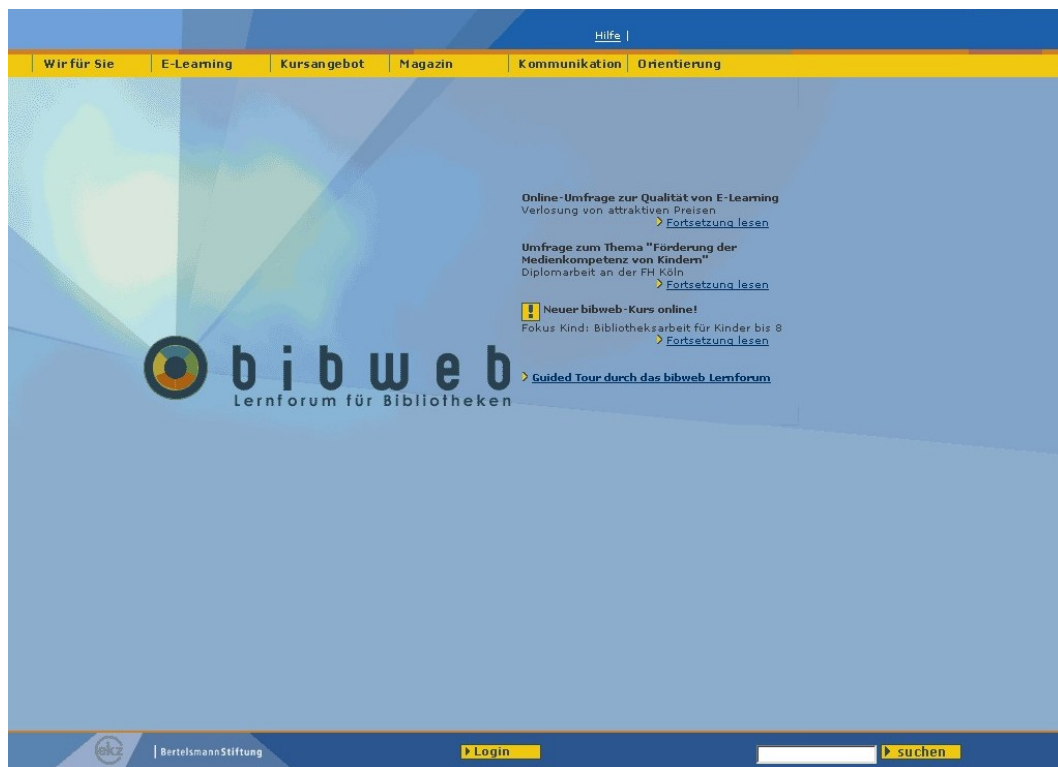 Hilfe |
Wir für Sie | E-Learning | Kursangebot | Magazin | Kommunikation | Orientierung
Online-Umfrage zur Qualität von E-Learning
Verlosung von attraktiven Preisen
Fortsetzung lesen
Umfrage zum Thema "Förderung der
Medienkompetenz von Kindern"
Diplomarbeit an der FH Köln
Fortsetzung lesen
! Neuer bibweb-Kurs online!
Fokus Kind: Bibliotheksarbeit für Kinder bis 8
Fortsetzung lesen
bibweb
Lernforum für Bibliotheken
Guided Tour durch das bibweb Lernforum
ekz | BertelsmannStiftung
Login
suchen